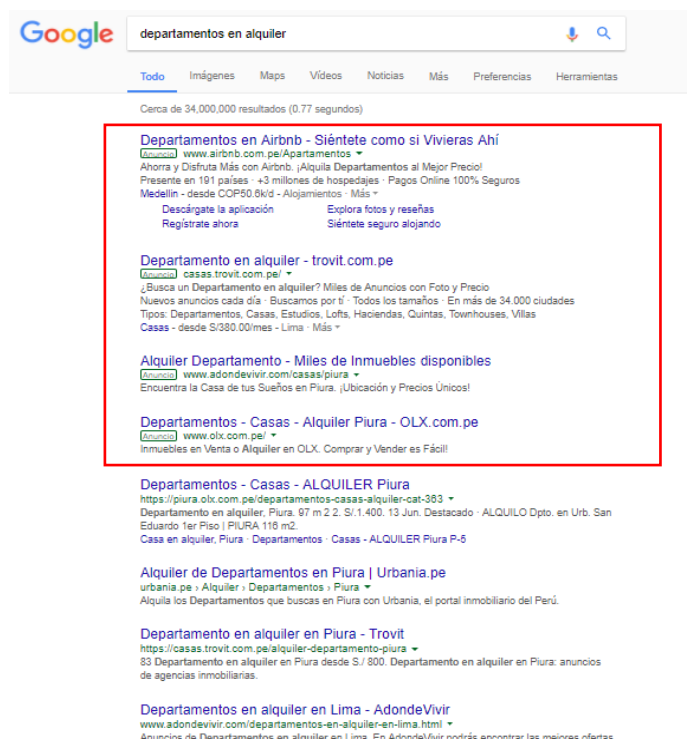 Google
departamentos en alquiler
Todo Imágenes Maps Vídeos Noticias Más Preferencias Herramientas
Cerca de 34,000,000 resultados (0.77 segundos)
Departamentos en Airbnb - Siéntete como si Vivieras Ahí
Anuncio www.airbnb.com.pe/Apartamentos
Ahorra y Disfruta Más con Airbnb. ¡Alquila Departamentos al Mejor Precio!
Presente en 191 países · +3 millones de hospedajes · Pagos Online 100% Seguros
Medellin - desde COP50.6k/d - Alojamientos · Más
Descárgate la aplicación Explora fotos y reseñas
Regístrate ahora Siéntete seguro alojando
Departamento en alquiler - trovit.com.pe
Anuncio casas.trovit.com.pe/
¿Busca un Departamento en alquiler? Miles de Anuncios con Foto y Precio
Nuevos anuncios cada día · Buscamos por tí · Todos los tamaños · En más de 34.000 ciudades
Tipos: Departamentos, Casas, Estudios, Lofts, Haciendas, Quintas, Townhouses, Villas
Casas - desde S/380.00/mes - Lima · Más
Alquiler Departamento - Miles de Inmuebles disponibles
Anuncio www.adondevivir.com/casas/piura
Encuentra la Casa de tus Sueños en Piura. ¡Ubicación y Precios Únicos!
Departamentos - Casas - Alquiler Piura - OLX.com.pe
Anuncio www.olx.com.pe/
Inmuebles en Venta o Alquiler en OLX. Comprar y Vender es Fácil!
Departamentos - Casas - ALQUILER Piura
https://piura.olx.com.pe/departamentos-casas-alquiler-cat-363
Departamento en alquiler, Piura. 97 m 2 2. S/.1.400. 13 Jun. Destacado · ALQUILO Dpto. en Urb. San
Eduardo 1er Piso | PIURA 116 m2.
Casa en alquiler, Piura · Departamentos · Casas - ALQUILER Piura P-5
Alquiler de Departamentos en Piura | Urbania.pe
urbania.pe › Alquiler › Departamentos › Piura
Alquila los Departamentos que buscas en Piura con Urbania, el portal inmobiliario del Perú.
Departamento en alquiler en Piura - Trovit
https://casas.trovit.com.pe/alquiler-departamento-piura
83 Departamento en alquiler en Piura desde S./ 800. Departamento en alquiler en Piura: anuncios
de agencias inmobiliarias.
Departamentos en alquiler en Lima - AdondeVivir
www.adondevivir.com/departamentos-en-alquiler-en-lima.html
Anuncios de Departamentos en alquiler en Lima. En AdondeVivir podrás encontrar las mejores ofertas